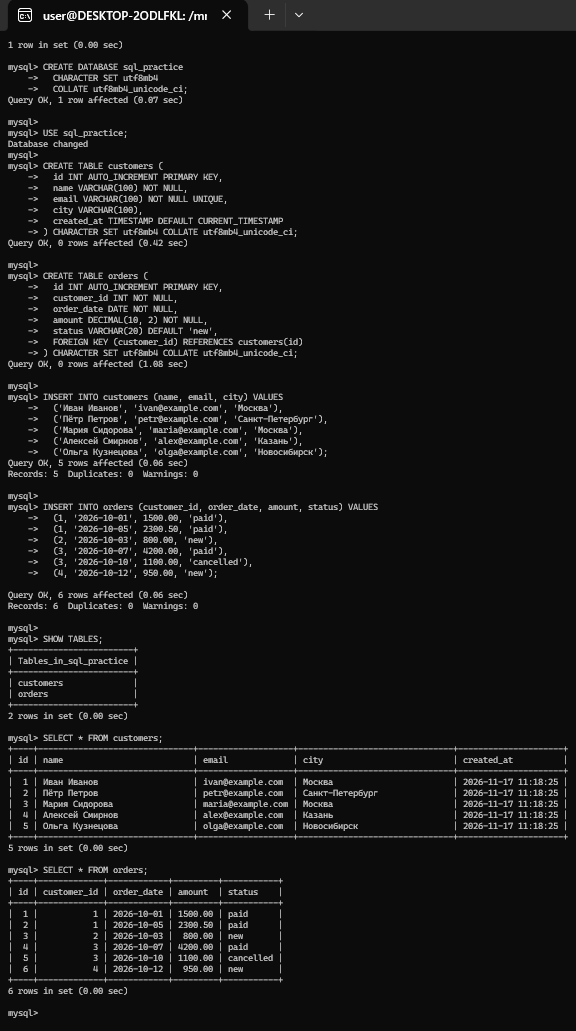 user@DESKTOP-2ODLFKL: /mr
1 row in set (0.00 sec)
mysql> CREATE DATABASE sql_practice
    ->   CHARACTER SET utf8mb4
    ->   COLLATE utf8mb4_unicode_ci;
Query OK, 1 row affected (0.07 sec)
mysql>
mysql> USE sql_practice;
Database changed
mysql>
mysql> CREATE TABLE customers (
    ->   id INT AUTO_INCREMENT PRIMARY KEY,
    ->   name VARCHAR(100) NOT NULL,
    ->   email VARCHAR(100) NOT NULL UNIQUE,
    ->   city VARCHAR(100),
    ->   created_at TIMESTAMP DEFAULT CURRENT_TIMESTAMP
    -> ) CHARACTER SET utf8mb4 COLLATE utf8mb4_unicode_ci;
Query OK, 0 rows affected (0.42 sec)
mysql>
mysql> CREATE TABLE orders (
    ->   id INT AUTO_INCREMENT PRIMARY KEY,
    ->   customer_id INT NOT NULL,
    ->   order_date DATE NOT NULL,
    ->   amount DECIMAL(10, 2) NOT NULL,
    ->   status VARCHAR(20) DEFAULT 'new',
    ->   FOREIGN KEY (customer_id) REFERENCES customers(id)
    -> ) CHARACTER SET utf8mb4 COLLATE utf8mb4_unicode_ci;
Query OK, 0 rows affected (1.08 sec)
mysql>
mysql> INSERT INTO customers (name, email, city) VALUES
    ->   ('Иван Иванов', 'ivan@example.com', 'Москва'),
    ->   ('Пётр Петров', 'petr@example.com', 'Санкт-Петербург'),
    ->   ('Мария Сидорова', 'maria@example.com', 'Москва'),
    ->   ('Алексей Смирнов', 'alex@example.com', 'Казань'),
    ->   ('Ольга Кузнецова', 'olga@example.com', 'Новосибирск');
Query OK, 5 rows affected (0.06 sec)
Records: 5  Duplicates: 0  Warnings: 0
mysql>
mysql> INSERT INTO orders (customer_id, order_date, amount, status) VALUES
    ->   (1, '2026-10-01', 1500.00, 'paid'),
    ->   (1, '2026-10-05', 2300.50, 'paid'),
    ->   (2, '2026-10-03', 800.00, 'new'),
    ->   (3, '2026-10-07', 4200.00, 'paid'),
    ->   (3, '2026-10-10', 1100.00, 'cancelled'),
    ->   (4, '2026-10-12', 950.00, 'new');
Query OK, 6 rows affected (0.06 sec)
Records: 6  Duplicates: 0  Warnings: 0
mysql>
mysql> SHOW TABLES;
| Tables_in_sql_practice |
| customers              |
| orders                 |
2 rows in set (0.00 sec)
mysql> SELECT * FROM customers;
| id | name | email | city | created_at |
| 1 | Иван Иванов | ivan@example.com | Москва | 2026-11-17 11:18:25 |
| 2 | Пётр Петров | petr@example.com | Санкт-Петербург | 2026-11-17 11:18:25 |
| 3 | Мария Сидорова | maria@example.com | Москва | 2026-11-17 11:18:25 |
| 4 | Алексей Смирнов | alex@example.com | Казань | 2026-11-17 11:18:25 |
| 5 | Ольга Кузнецова | olga@example.com | Новосибирск | 2026-11-17 11:18:25 |
5 rows in set (0.00 sec)
mysql> SELECT * FROM orders;
| id | customer_id | order_date | amount | status |
| 1 | 1 | 2026-10-01 | 1500.00 | paid |
| 2 | 1 | 2026-10-05 | 2300.50 | paid |
| 3 | 2 | 2026-10-03 | 800.00 | new |
| 4 | 3 | 2026-10-07 | 4200.00 | paid |
| 5 | 3 | 2026-10-10 | 1100.00 | cancelled |
| 6 | 4 | 2026-10-12 | 950.00 | new |
6 rows in set (0.00 sec)
mysql>